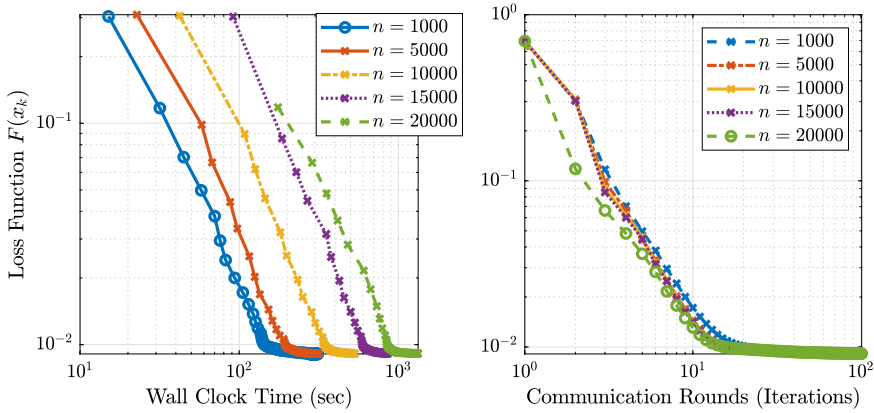 Loss Function F(x_k)
10^{-1}
10^{-2}
10^1
10^2
10^3
Wall Clock Time (sec)
n = 1000
n = 5000
n = 10000
n = 15000
n = 20000
10^0
10^{-1}
10^{-2}
10^0
10^1
10^2
Communication Rounds (Iterations)
n = 1000
n = 5000
n = 10000
n = 15000
n = 20000